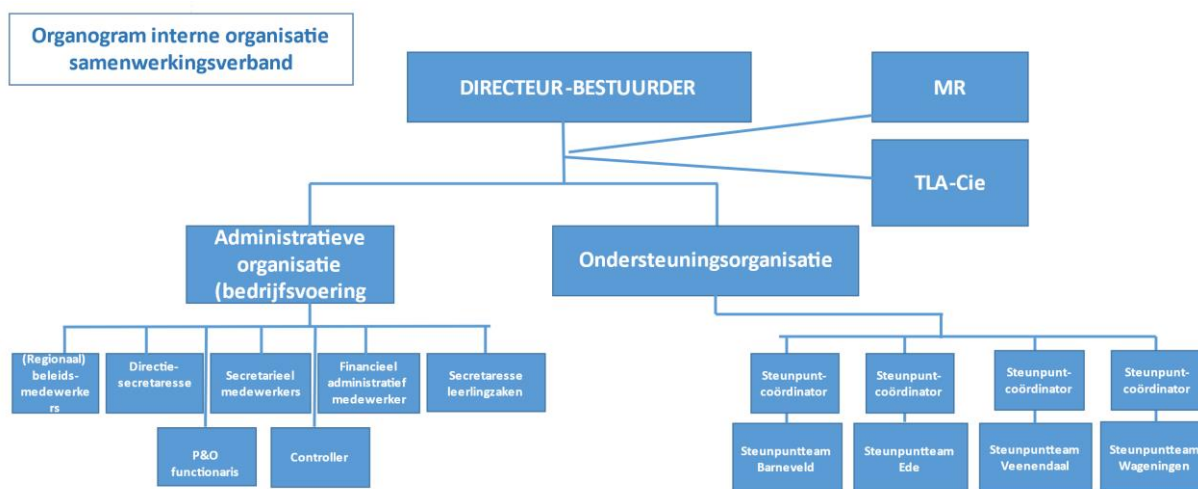 Organogram interne organisatie
samenwerkingsverband
DIRECTEUR-BESTUURDER
MR
TLA-Cie
Administratieve
organisatie
(bedrijfsvoering
Ondersteuningsorganisatie
(Regionaal)
beleids-
medewerke
rs
Directie-
secretaresse
Secretarieel
medewerkers
Financieel
administratief
medewerker
Secretaresse
leerlingzaken
P&O
functionaris
Controller
Steunpunt-
coördinator
Steunpunt-
coördinator
Steunpunt-
coördinator
Steunpunt-
coördinator
Steunpuntteam
Barneveld
Steunpuntteam
Ede
Steunpuntteam
Veenendaal
Steunpuntteam
Wageningen